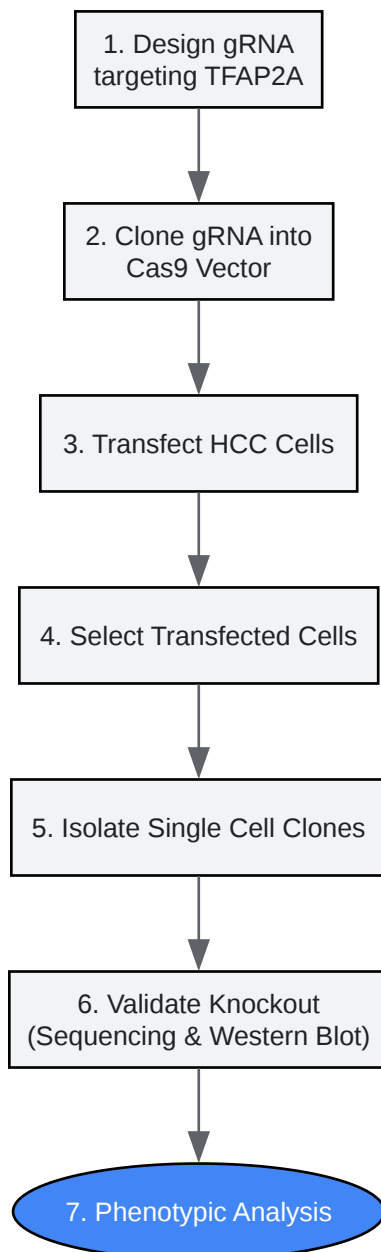 1. Design gRNA
targeting TFAP2A
2. Clone gRNA into
Cas9 Vector
3. Transfect HCC Cells
4. Select Transfected Cells
5. Isolate Single Cell Clones
6. Validate Knockout
(Sequencing & Western Blot)
7. Phenotypic Analysis